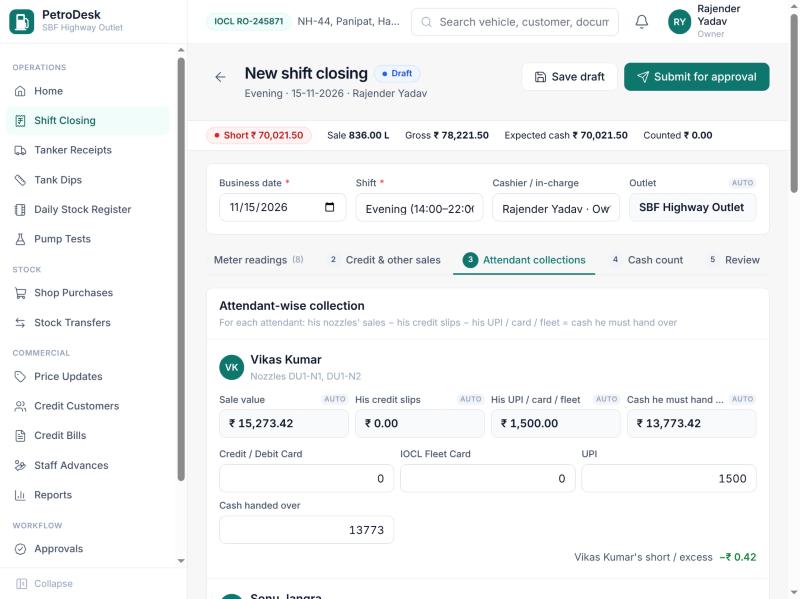 PetroDesk
SBF Highway Outlet
IOCL RO-245871 NH-44, Panipat, Ha... Search vehicle, customer, docum RY Rajender Yadav
Owner
OPERATIONS
Home
Shift Closing
Tanker Receipts
Tank Dips
Daily Stock Register
Pump Tests
STOCK
Shop Purchases
Stock Transfers
COMMERCIAL
Price Updates
Credit Customers
Credit Bills
Staff Advances
Reports
WORKFLOW
Approvals
Collapse
New shift closing Draft
Evening · 15-11-2026 · Rajender Yadav
Save draft Submit for approval
Short ₹ 70,021.50 Sale 836.00 L Gross ₹ 78,221.50 Expected cash ₹ 70,021.50 Counted ₹ 0.00
Business date * Shift * Cashier / in-charge Outlet AUTO
11/15/2026 Evening (14:00–22:00 Rajender Yadav · Ow SBF Highway Outlet
Meter readings (8) 2 Credit & other sales 3 Attendant collections 4 Cash count 5 Review
Attendant-wise collection
For each attendant: his nozzles' sales − his credit slips − his UPI / card / fleet = cash he must hand over
VK Vikas Kumar
Nozzles DU1-N1, DU1-N2
Sale value AUTO His credit slips AUTO His UPI / card / fleet AUTO Cash he must hand ... AUTO
₹ 15,273.42 ₹ 0.00 ₹ 1,500.00 ₹ 13,773.42
Credit / Debit Card IOCL Fleet Card UPI
0 0 1500
Cash handed over
13773
Vikas Kumar's short / excess −₹ 0.42
Sonu Jangra